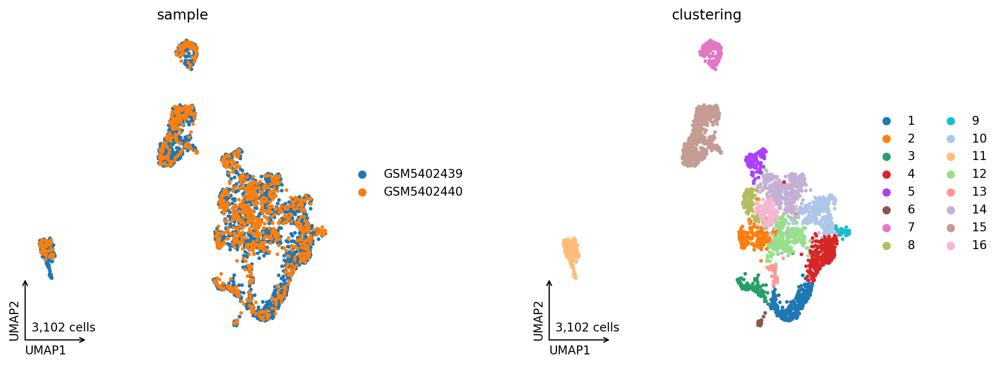 sample
GSM5402439
GSM5402440
3,102 cells
UMAP2
UMAP1
clustering
1
2
3
4
5
6
7
8
9
10
11
12
13
14
15
16
3,102 cells
UMAP2
UMAP1